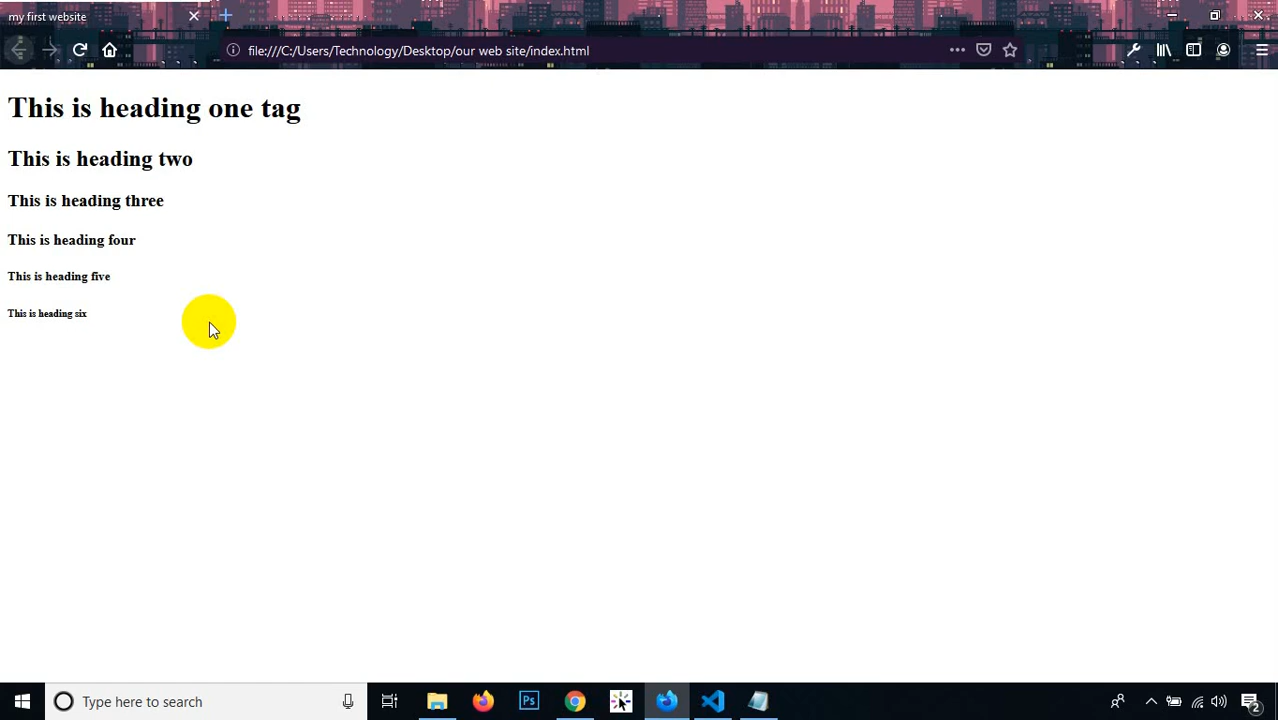 my first website
file:///C:/Users/Technology/Desktop/our web site/index.html
This is heading one tag
This is heading two
This is heading three
This is heading four
This is heading five
This is heading six
Type here to search
Ps
2